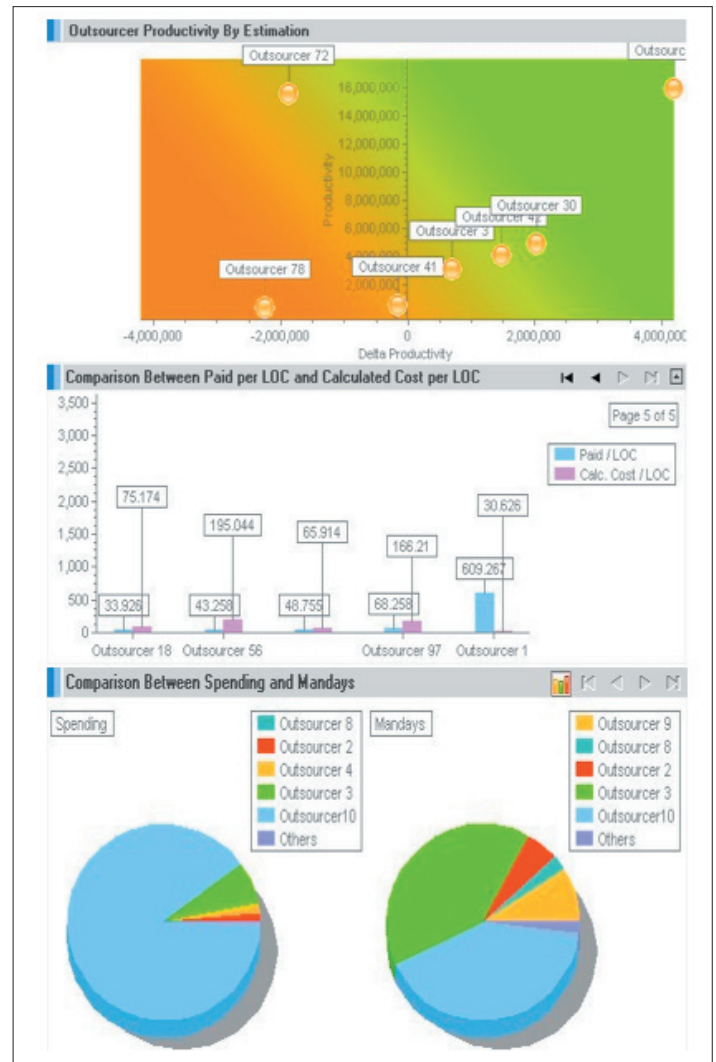 Outsourcer Productivity By Estimation
Outsourcer 72
Outsourc
16,000,000
14,000,000
12,000,000
10,000,000
8,000,000
6,000,000
4,000,000
2,000,000
Productivity
Outsourcer 30
Outsourcer 42
Outsourcer 3
Outsourcer 78
Outsourcer 41
-4,000,000 -2,000,000 0 2,000,000 4,000,000
Delta Productivity
Comparison Between Paid per LOC and Calculated Cost per LOC
Page 5 of 5
Paid / LOC
Calc. Cost / LOC
3,500
3,000
2,500
2,000
1,500
1,000
500
0
75.174
195.044
65.914
166.21
30.626
33.926
43.258
48.755
68.258
609.267
Outsourcer 18 Outsourcer 56 Outsourcer 97 Outsourcer 1
Comparison Between Spending and Mandays
Spending
Outsourcer 8
Outsourcer 2
Outsourcer 4
Outsourcer 3
Outsourcer10
Others
Mandays
Outsourcer 9
Outsourcer 8
Outsourcer 2
Outsourcer 3
Outsourcer10
Others